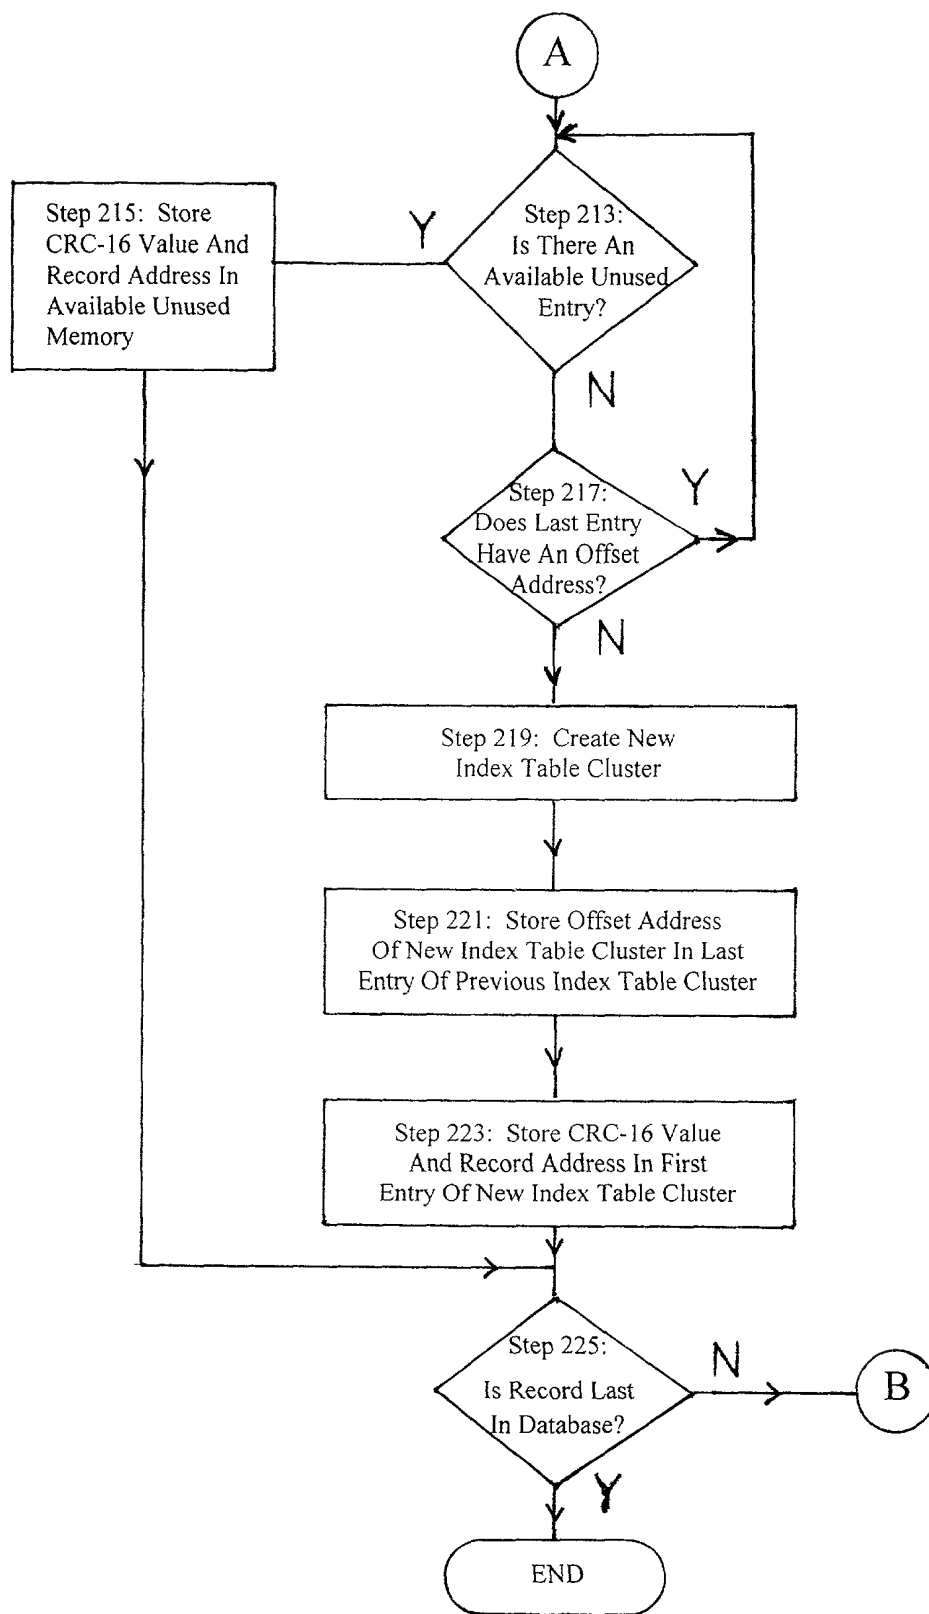 A
Step 213:
Is There An
Available Unused
Entry?
Y
Step 215: Store
CRC-16 Value And
Record Address In
Available Unused
Memory
N
Step 217:
Does Last Entry
Have An Offset
Address?
Y
N
Step 219: Create New
Index Table Cluster
Step 221: Store Offset Address
Of New Index Table Cluster In Last
Entry Of Previous Index Table Cluster
Step 223: Store CRC-16 Value
And Record Address In First
Entry Of New Index Table Cluster
Step 225:
Is Record Last
In Database?
N
B
Y
END